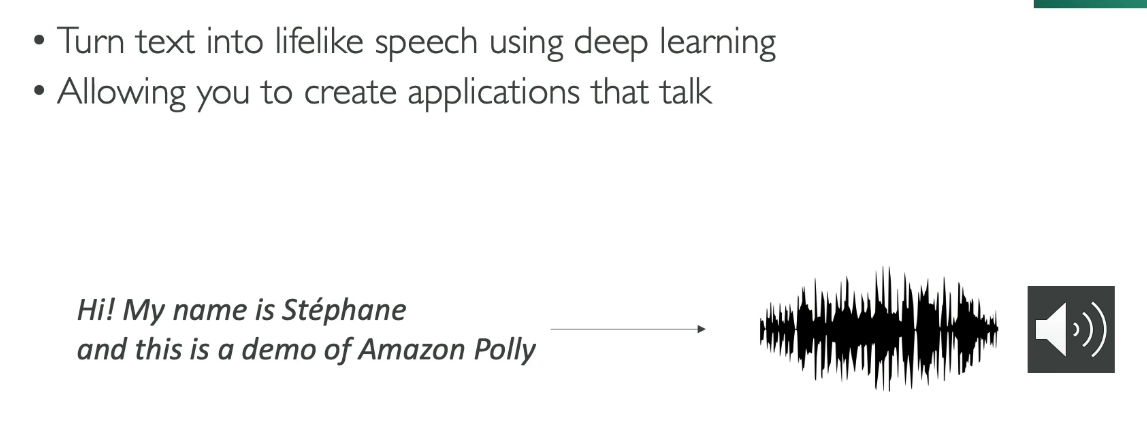 • Turn text into lifelike speech using deep learning
• Allowing you to create applications that talk
Hi! My name is Stéphane
and this is a demo of Amazon Polly